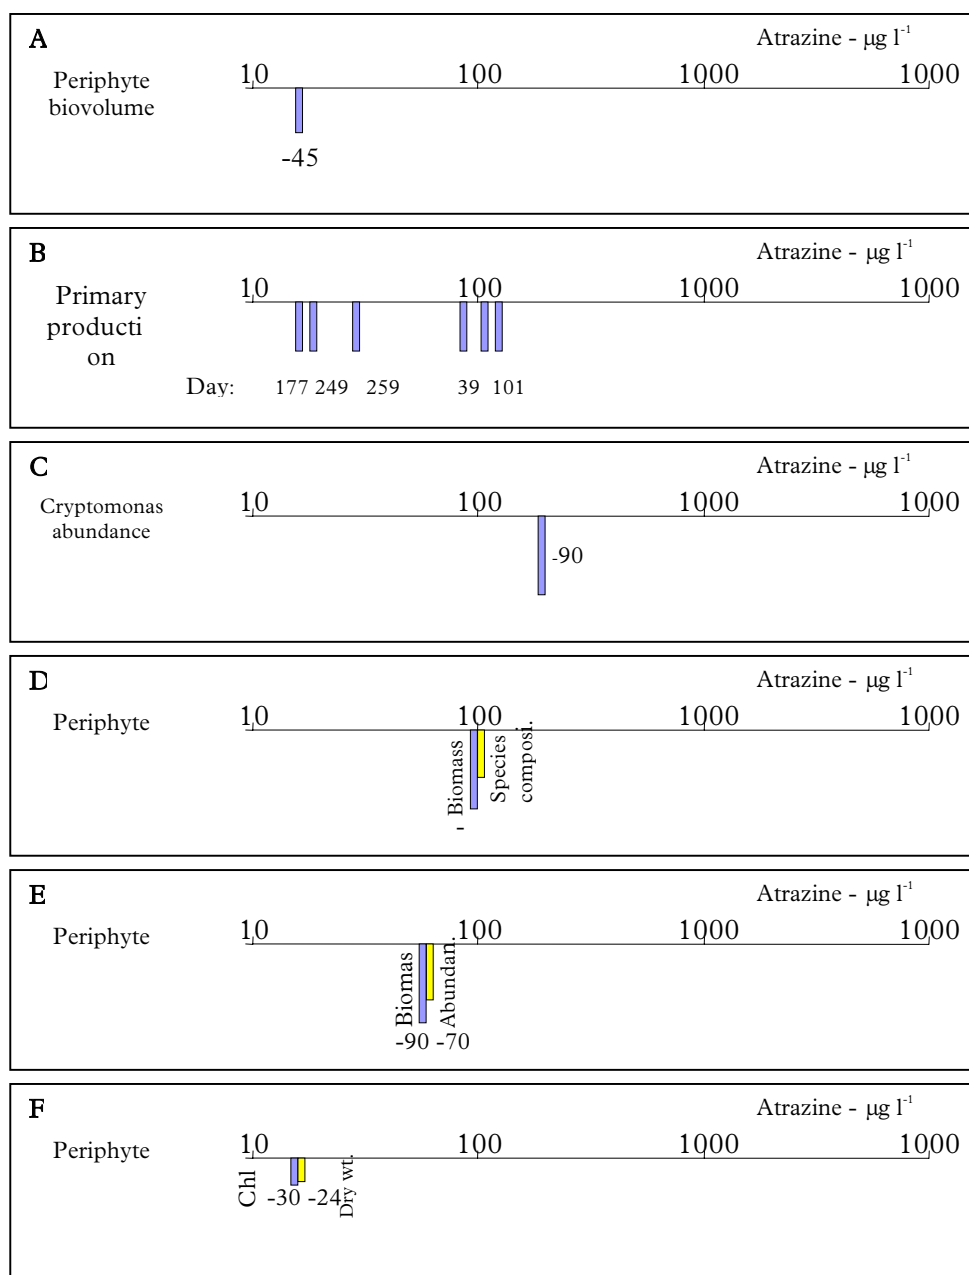 A
Atrazine - µg l⁻¹
10 100 1000 1000
Periphyte
biovolume
-45
B
Atrazine - µg l⁻¹
10 100 1000 1000
Primary
producti
on
Day: 177 249 259 39 101
C
Atrazine - µg l⁻¹
10 100 1000 1000
Cryptomonas
abundance
-90
D
Atrazine - µg l⁻¹
10 100 1000 1000
Periphyte
- Biomass
Species
composi.
E
Atrazine - µg l⁻¹
10 100 1000 1000
Periphyte
Biomas
Abundan.
-90 -70
F
Atrazine - µg l⁻¹
10 100 1000 1000
Periphyte
Chl
-30 -24
Dry wt.